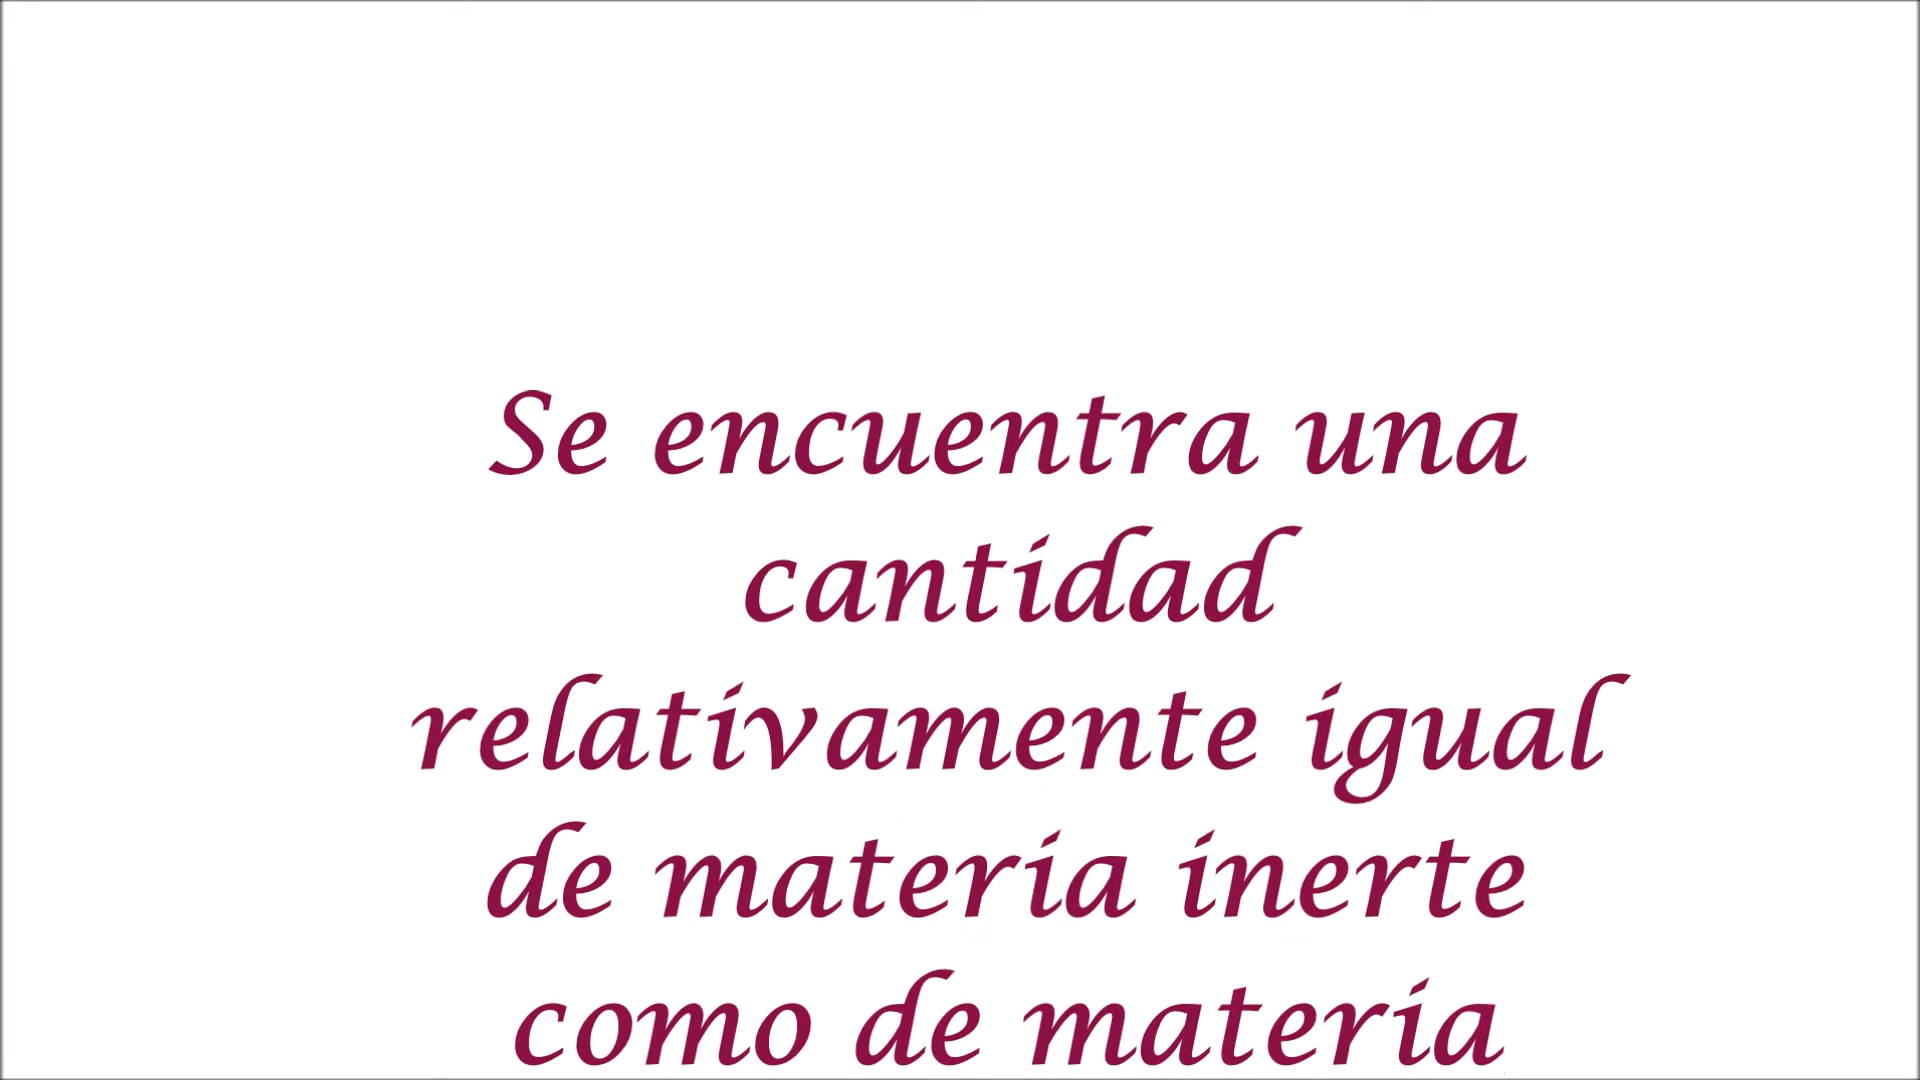 Se encuentra una
cantidad
relativamente igual
de materia inerte
como de materia